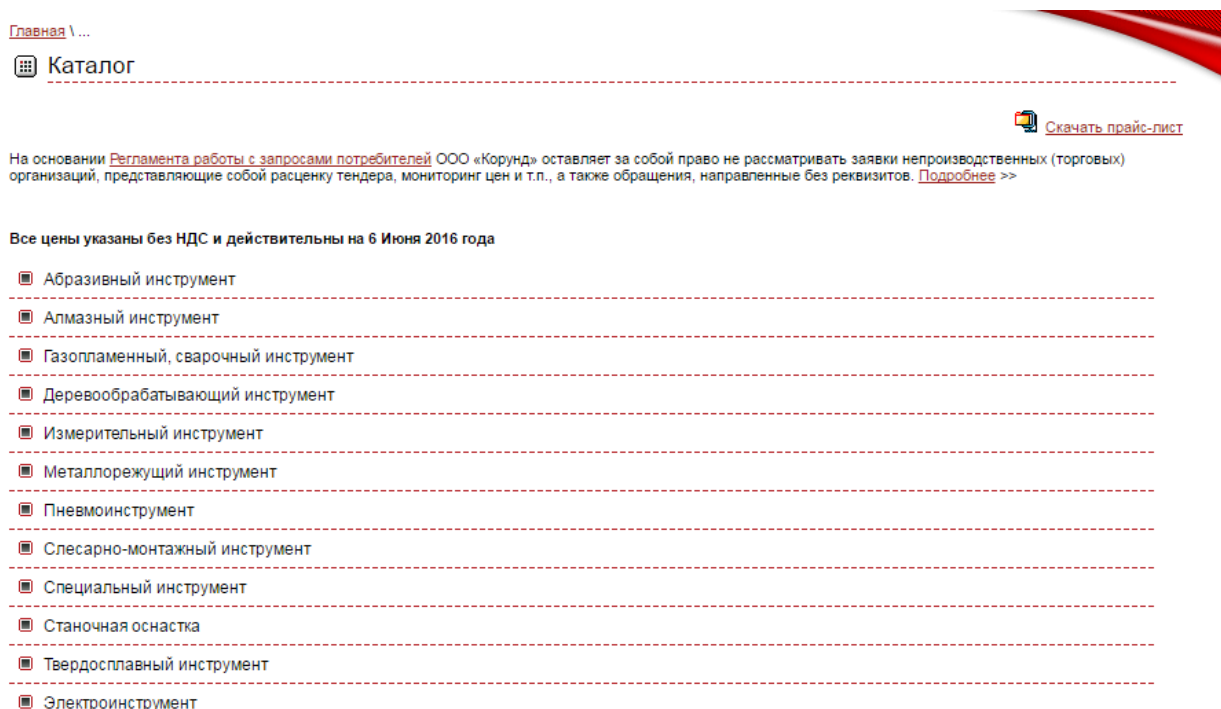 Главная \ ...
Каталог
Скачать прайс-лист
На основании Регламента работы с запросами потребителей ООО «Корунд» оставляет за собой право не рассматривать заявки непроизводственных (торговых)
организаций, представляющие собой расценку тендера, мониторинг цен и т.п., а также обращения, направленные без реквизитов. Подробнее >>
Все цены указаны без НДС и действительны на 6 Июня 2016 года
Абразивный инструмент
Алмазный инструмент
Газопламенный, сварочный инструмент
Деревообрабатывающий инструмент
Измерительный инструмент
Металлорежущий инструмент
Пневмоинструмент
Слесарно-монтажный инструмент
Специальный инструмент
Станочная оснастка
Твердосплавный инструмент
Электроинструмент